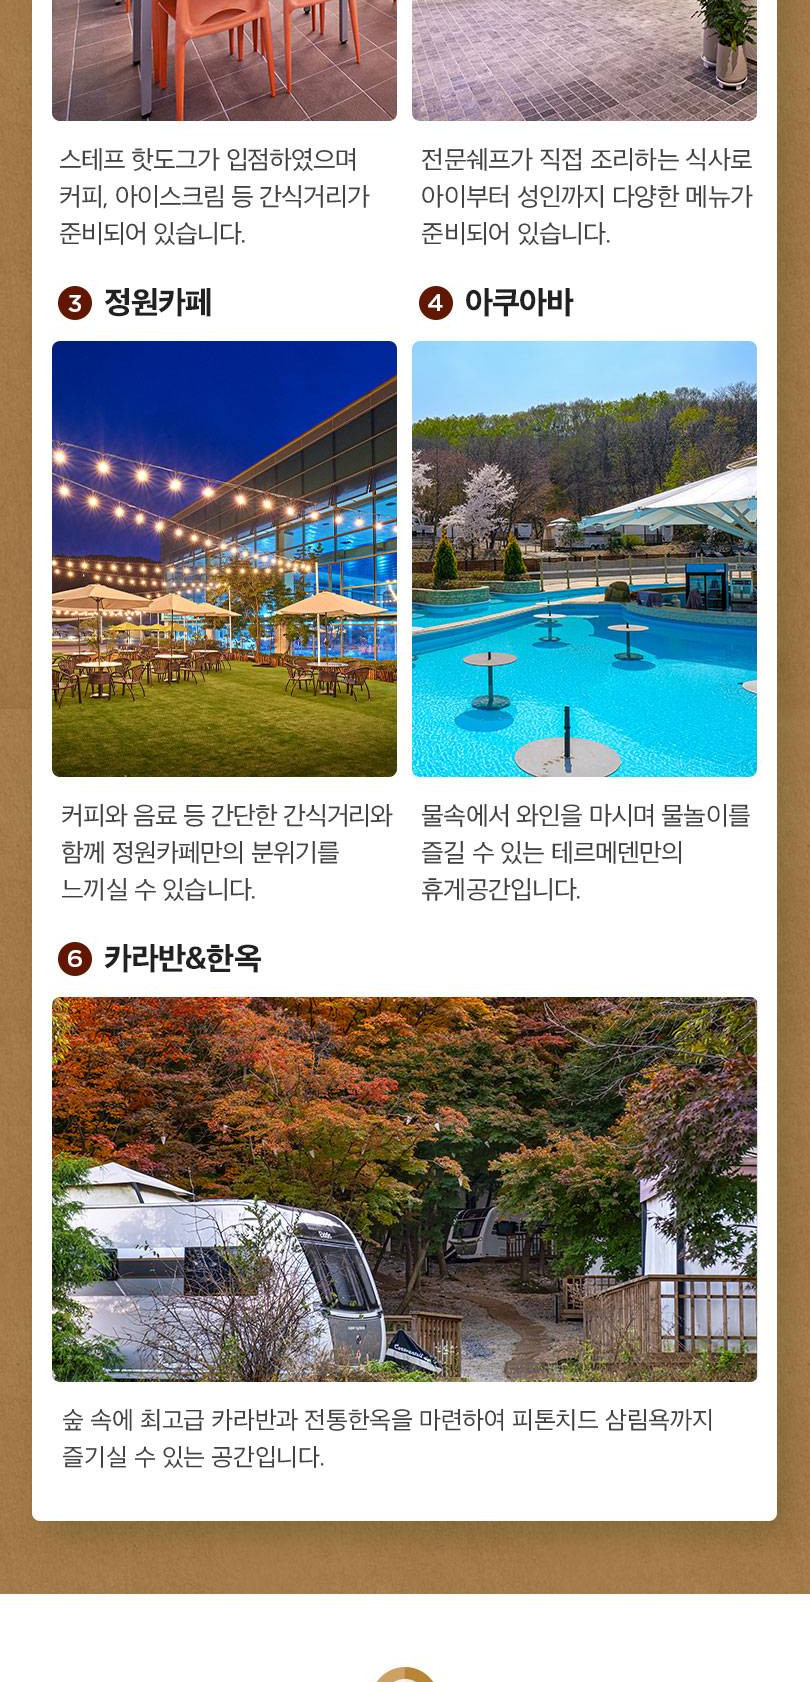 스테프 핫도그가 입점하였으며
커피, 아이스크림 등 간식거리가
준비되어 있습니다.
전문쉐프가 직접 조리하는 식사로
아이부터 성인까지 다양한 메뉴가
준비되어 있습니다.
3 정원카페
4 아쿠아바
커피와 음료 등 간단한 간식거리와
함께 정원카페만의 분위기를
느끼실 수 있습니다.
물속에서 와인을 마시며 물놀이를
즐길 수 있는 테르메덴만의
휴게공간입니다.
6 카라반&한옥
숲 속에 최고급 카라반과 전통한옥을 마련하여 피톤치드 삼림욕까지
즐기실 수 있는 공간입니다.